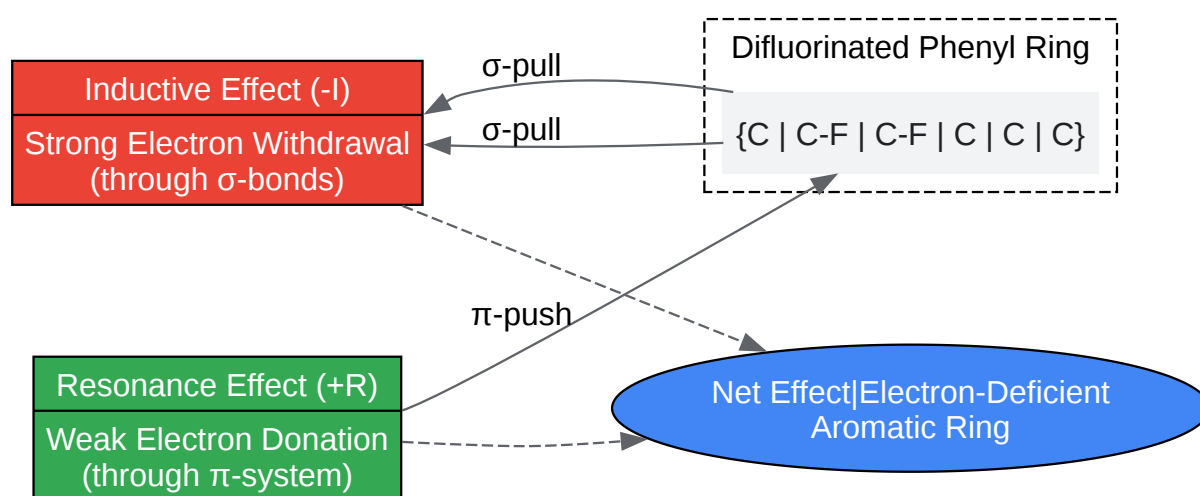 Difluorinated Phenyl Ring
{C | C-F | C-F | C | C | C}
σ-pull
σ-pull
Inductive Effect (-I)
Strong Electron Withdrawal
(through σ-bonds)
π-push
Resonance Effect (+R)
Weak Electron Donation
(through π-system)
Net Effect|Electron-Deficient
Aromatic Ring